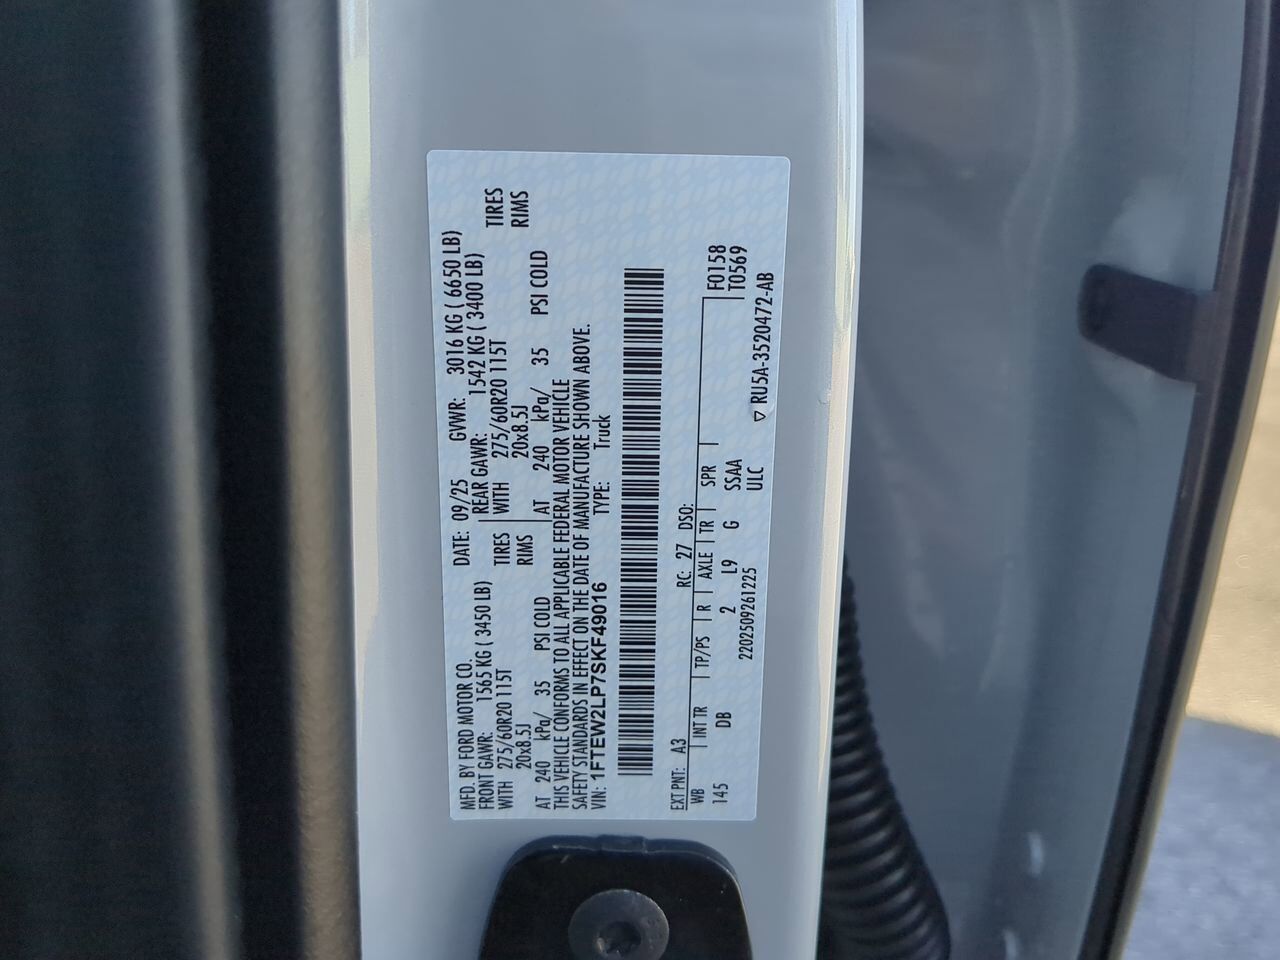 MFD. BY FORD MOTOR CO. DATE: 09/25 GVWR: 3016 KG ( 6650 LB)
FRONT GAWR: 1565 KG ( 3450 LB) REAR GAWR: 1542 KG ( 3400 LB)
WITH 275/60R20 115T TIRES WITH 275/60R20 115T TIRES
20x8.5J RIMS 20x8.5J RIMS
AT 240 kPa/ 35 PSI COLD AT 240 kPa/ 35 PSI COLD
THIS VEHICLE CONFORMS TO ALL APPLICABLE FEDERAL MOTOR VEHICLE
SAFETY STANDARDS IN EFFECT ON THE DATE OF MANUFACTURE SHOWN ABOVE.
VIN: 1FTEW2LP7SKF49016 TYPE: Truck
EXT PNT: A3 RC: 27 DSO:
WB INT TR TP/PS R AXLE TR SPR F0158
145 DB 2 L9 G SSAA T0569
2202509261225 ULC ▽ RU5A-3520472-AB